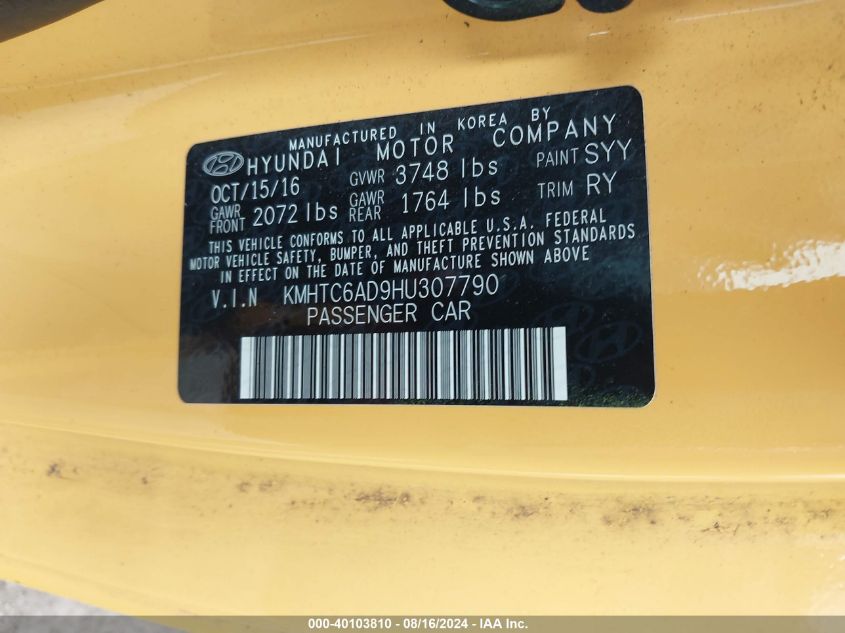 MANUFACTURED IN KOREA BY
HYUNDAI MOTOR COMPANY
OCT/15/16 GVWR 3748 lbs PAINT SYY
GAWR FRONT 2072 lbs GAWR REAR 1764 lbs TRIM RY
THIS VEHICLE CONFORMS TO ALL APPLICABLE U.S.A. FEDERAL
MOTOR VEHICLE SAFETY, BUMPER, AND THEFT PREVENTION STANDARDS
IN EFFECT ON THE DATE OF MANUFACTURE SHOWN ABOVE
V.I.N KMHTC6AD9HU307790
PASSENGER CAR
000-40103810 - 08/16/2024 - IAA Inc.